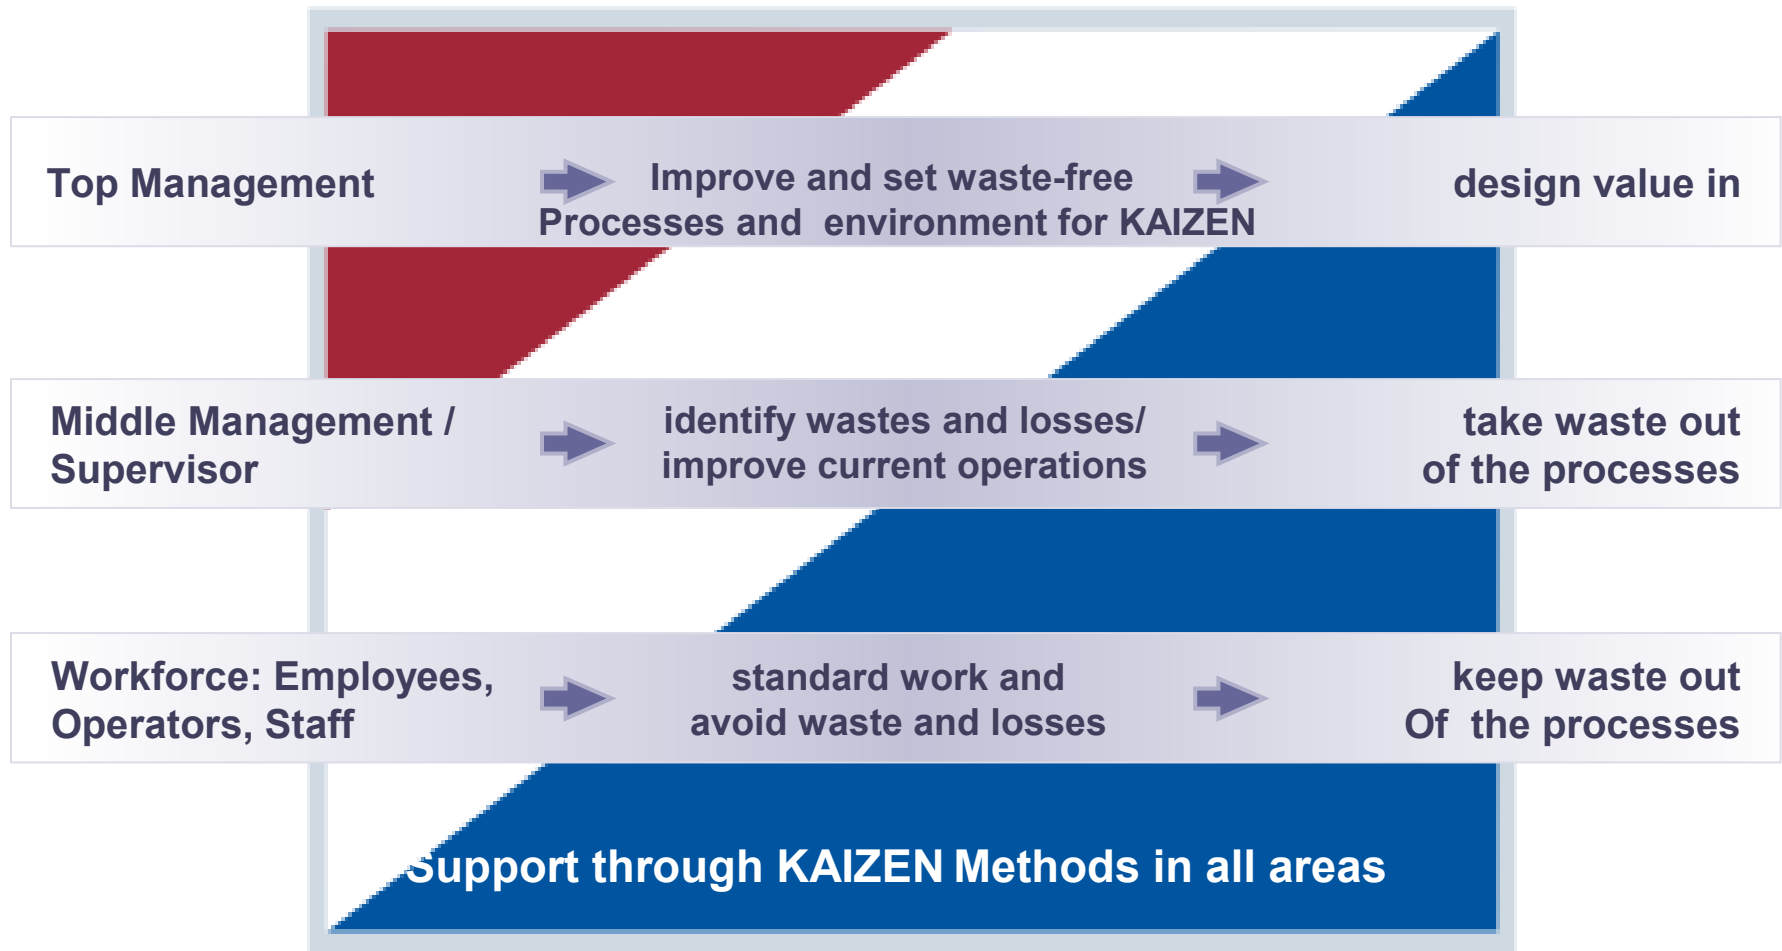 Top Management
Improve and set waste-free
Processes and  environment for KAIZEN
design value in
Middle Management /
Supervisor
identify wastes and losses/
improve current operations
take waste out
of the processes
Workforce: Employees,
Operators, Staff
standard work and
avoid waste and losses
keep waste out
Of  the processes
Support through KAIZEN Methods in all areas